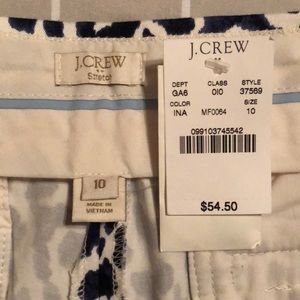 J.CREW
Stretch
10
MADE IN
VIETNAM
J.CREW
DEPT CLASS STYLE
GA6 010 37569
COLOR SIZE
INA MF0064 10
099103745542
$54.50